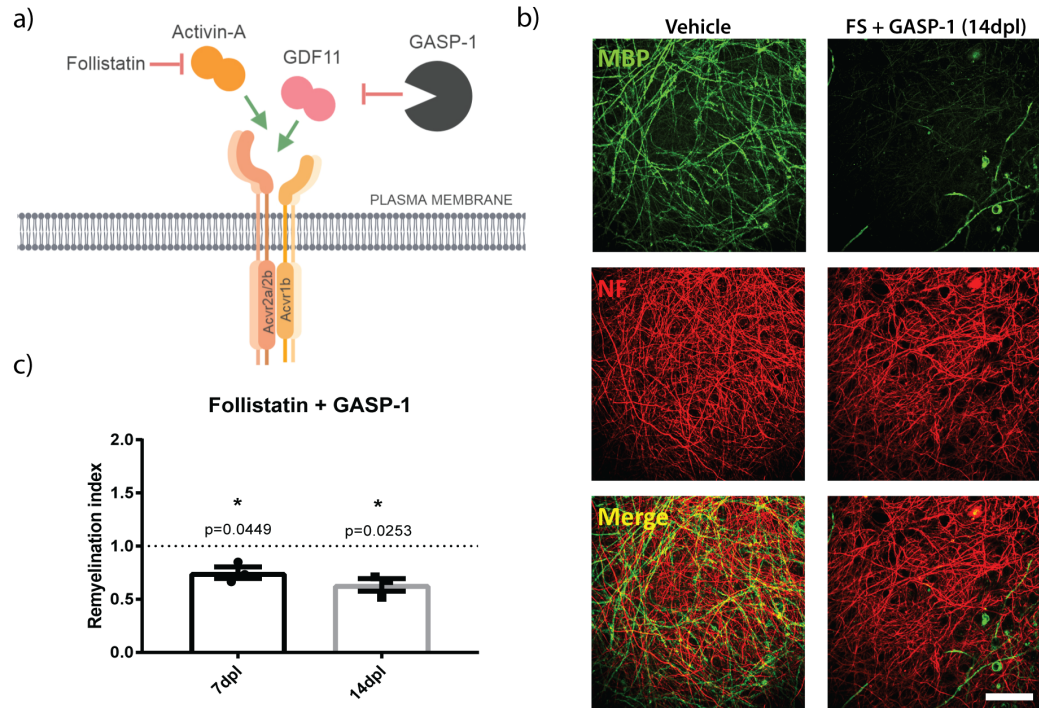 a)
Activin-A
Follistatin
GDF11
GASP-1
PLASMA MEMBRANE
Acvr2a/2b
Acvr1b
b)
Vehicle
FS + GASP-1 (14dpl)
MBP
NF
Merge
c)
Follistatin + GASP-1
Remyelination index
2.0
1.5
1.0
0.5
0.0
*
p=0.0449
*
p=0.0253
7dpl
14dpl